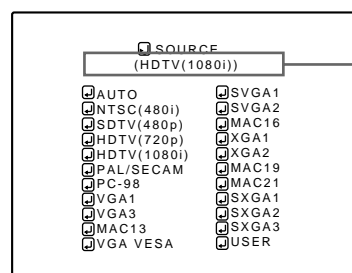 SOURCE
(HDTV(1080i))
AUTO
NTSC(480i)
SDTV(480p)
HDTV(720p)
HDTV(1080i)
PAL/SECAM
PC-98
VGA1
VGA3
MAC13
VGA VESA
SVGA1
SVGA2
MAC16
XGA1
XGA2
MAC19
MAC21
SXGA1
SXGA2
SXGA3
USER